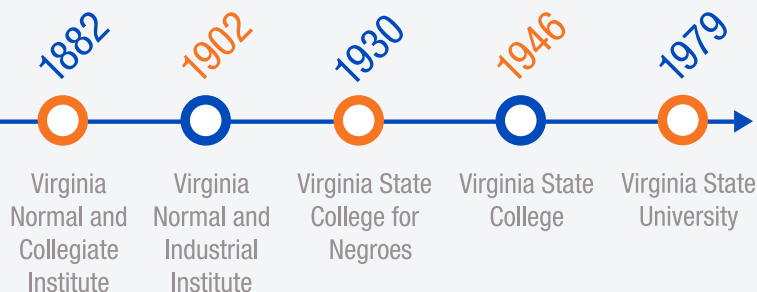 1882
1902
1930
1946
1979
Virginia
Normal and
Collegiate
Institute
Virginia
Normal and
Industrial
Institute
Virginia State
College for
Negroes
Virginia State
College
Virginia State
University